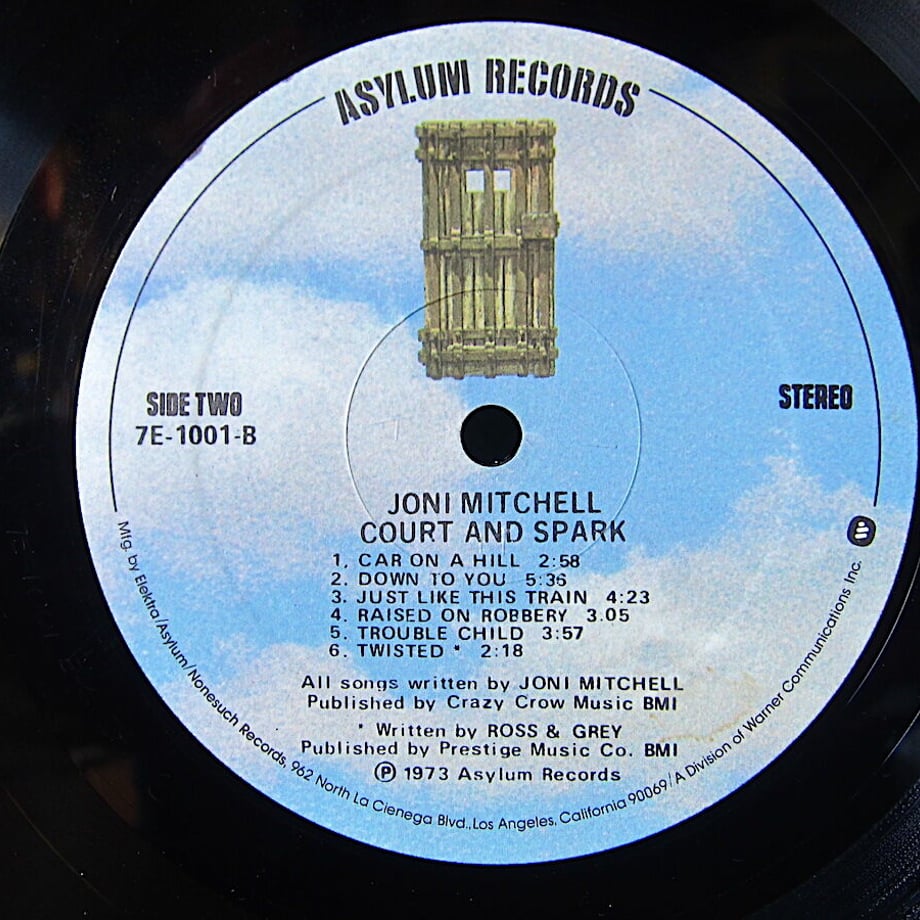 ASYLUM RECORDS
SIDE TWO
7E-1001-B
STEREO
JONI MITCHELL
COURT AND SPARK
1. CAR ON A HILL 2:58
2. DOWN TO YOU 5:36
3. JUST LIKE THIS TRAIN 4:23
4. RAISED ON ROBBERY 3.05
5. TROUBLE CHILD 3:57
6. TWISTED * 2:18
All songs written by JONI MITCHELL
Published by Crazy Crow Music BMI
* Written by ROSS & GREY
Published by Prestige Music Co. BMI
℗ 1973 Asylum Records
Mfg. by Elektra/Asylum/Nonesuch Records, 962 North La Cienega Blvd., Los Angeles, California 90069/A Division of Warner Communications Inc.